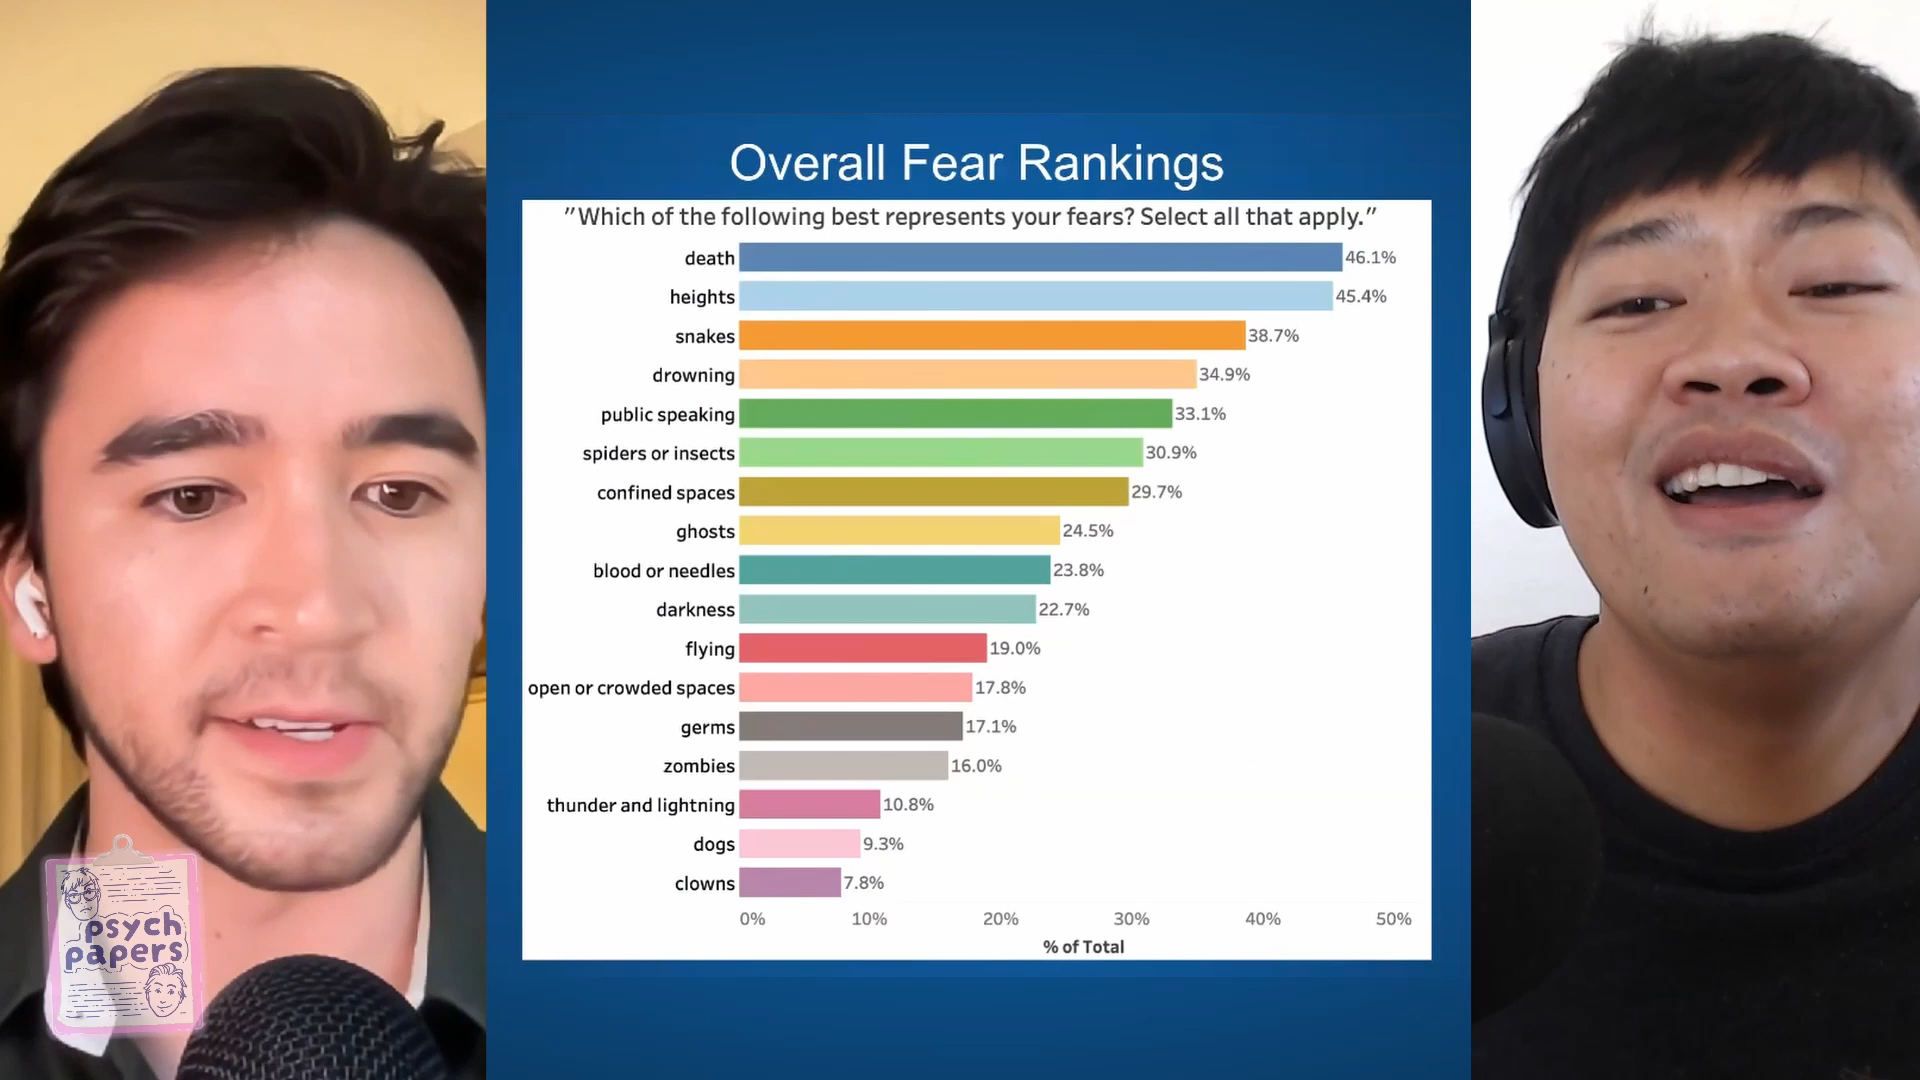 Overall Fear Rankings
"Which of the following best represents your fears? Select all that apply."
death 46.1%
heights 45.4%
snakes 38.7%
drowning 34.9%
public speaking 33.1%
spiders or insects 30.9%
confined spaces 29.7%
ghosts 24.5%
blood or needles 23.8%
darkness 22.7%
flying 19.0%
open or crowded spaces 17.8%
germs 17.1%
zombies 16.0%
thunder and lightning 10.8%
dogs 9.3%
clowns 7.8%
0% 10% 20% 30% 40% 50%
% of Total
psych
papers